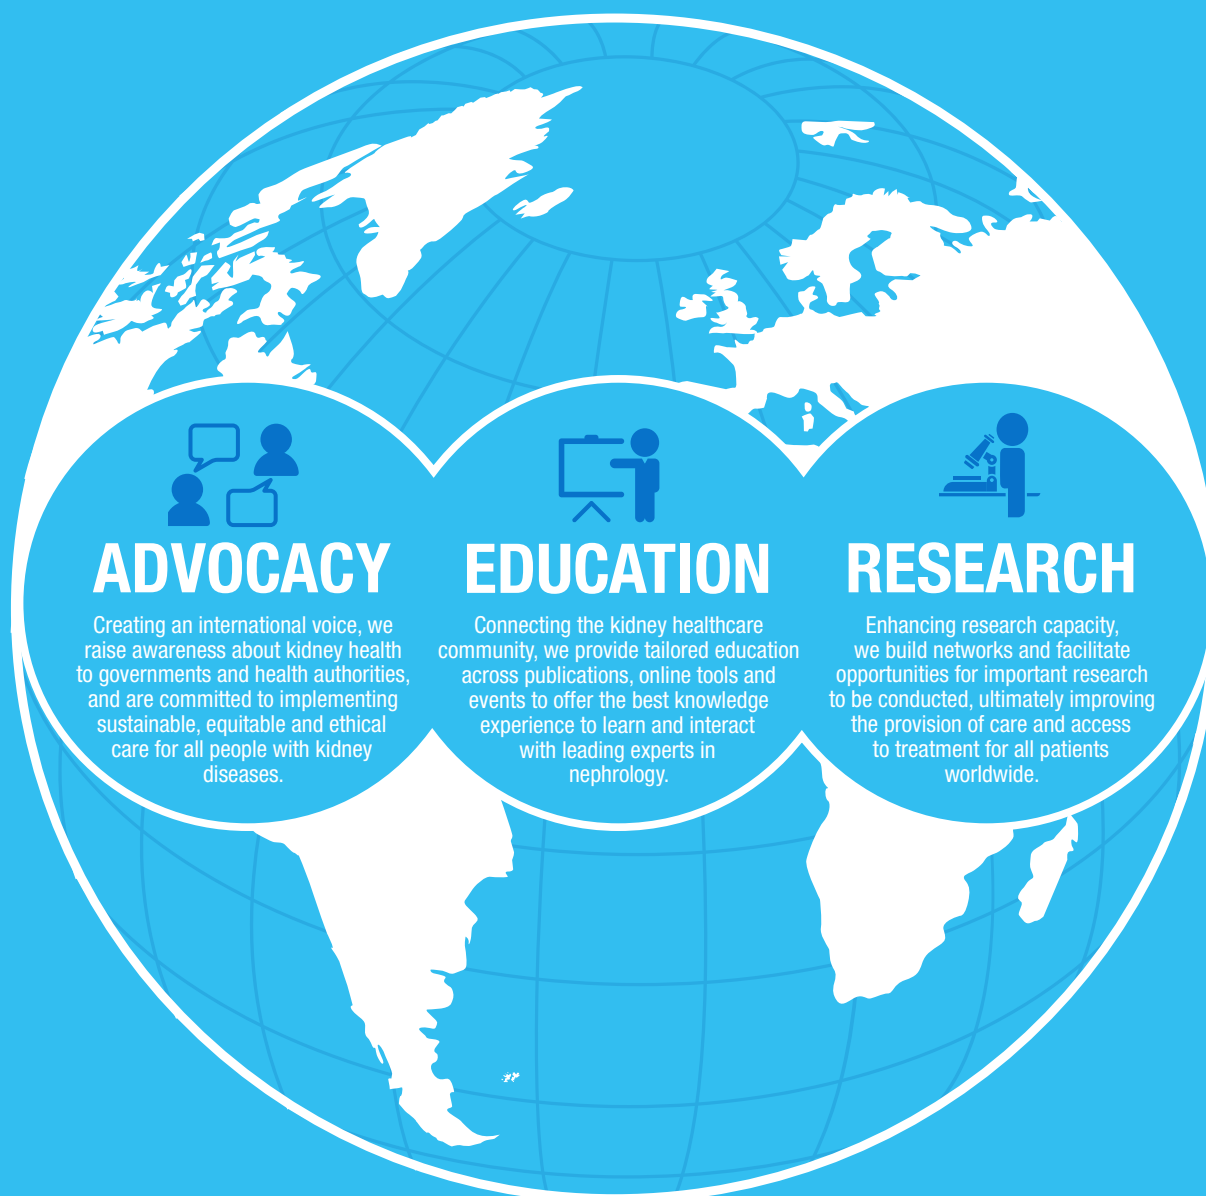 ADVOCACY
Creating an international voice, we
raise awareness about kidney health
to governments and health authorities,
and are committed to implementing
sustainable, equitable and ethical
care for all people with kidney
diseases.
EDUCATION
Connecting the kidney healthcare
community, we provide tailored education
across publications, online tools and
events to offer the best knowledge
experience to learn and interact
with leading experts in
nephrology.
RESEARCH
Enhancing research capacity,
we build networks and facilitate
opportunities for important research
to be conducted, ultimately improving
the provision of care and access
to treatment for all patients
worldwide.